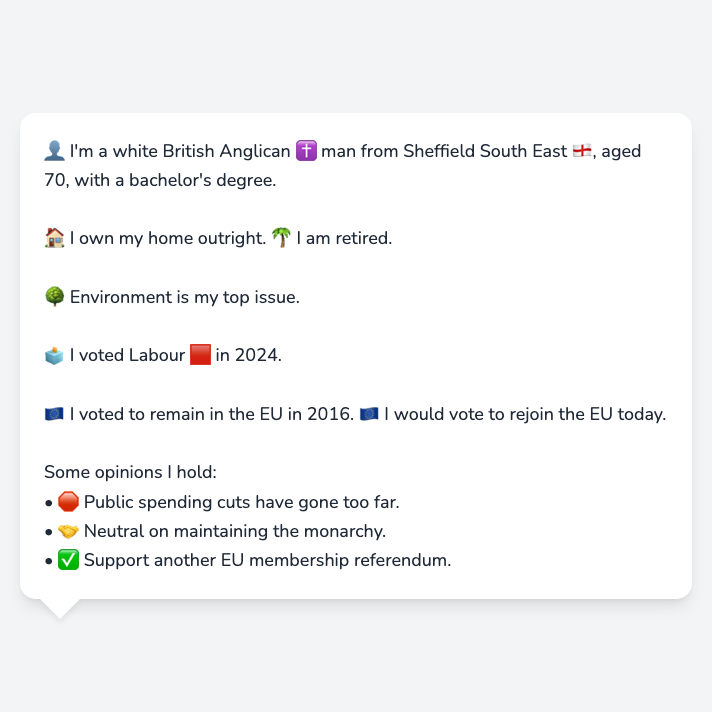 👤 I'm a white British Anglican ✝️ man from Sheffield South East 🏴󠁧󠁢󠁥󠁮󠁧󠁿, aged
70, with a bachelor's degree.
🏠 I own my home outright. 🌴 I am retired.
🌳 Environment is my top issue.
🗳️ I voted Labour 🟥 in 2024.
🇪🇺 I voted to remain in the EU in 2016. 🇪🇺 I would vote to rejoin the EU today.
Some opinions I hold:
• 🛑 Public spending cuts have gone too far.
• 🤝 Neutral on maintaining the monarchy.
• ✅ Support another EU membership referendum.